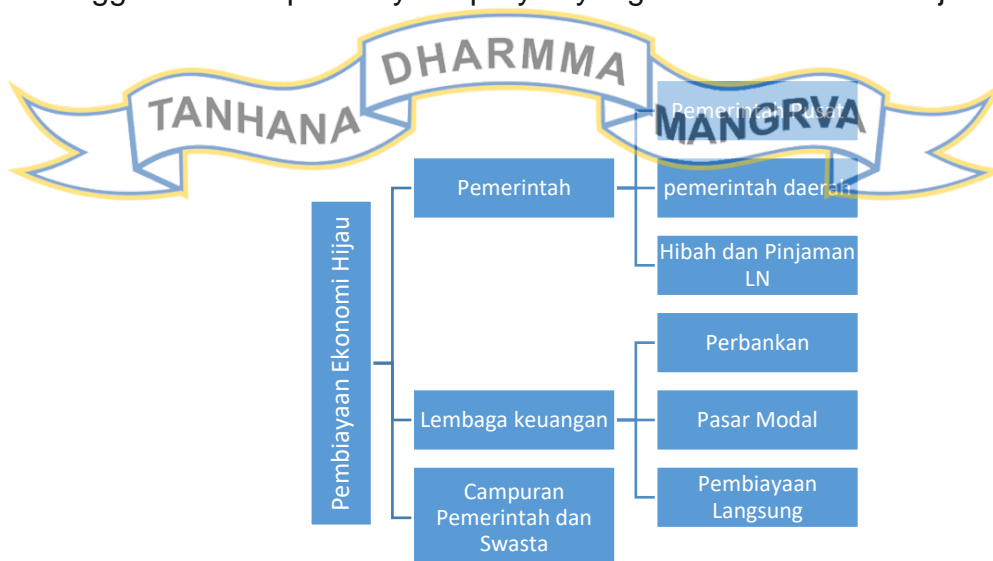 TANHANA DHARMMA MANGRVA
Pembiayaan Ekonomi Hijau
Pemerintah
Pemerintah Pusat
pemerintah daerah
Hibah dan Pinjaman
LN
Lembaga keuangan
Perbankan
Pasar Modal
Pembiayaan
Langsung
Campuran
Pemerintah dan
Swasta